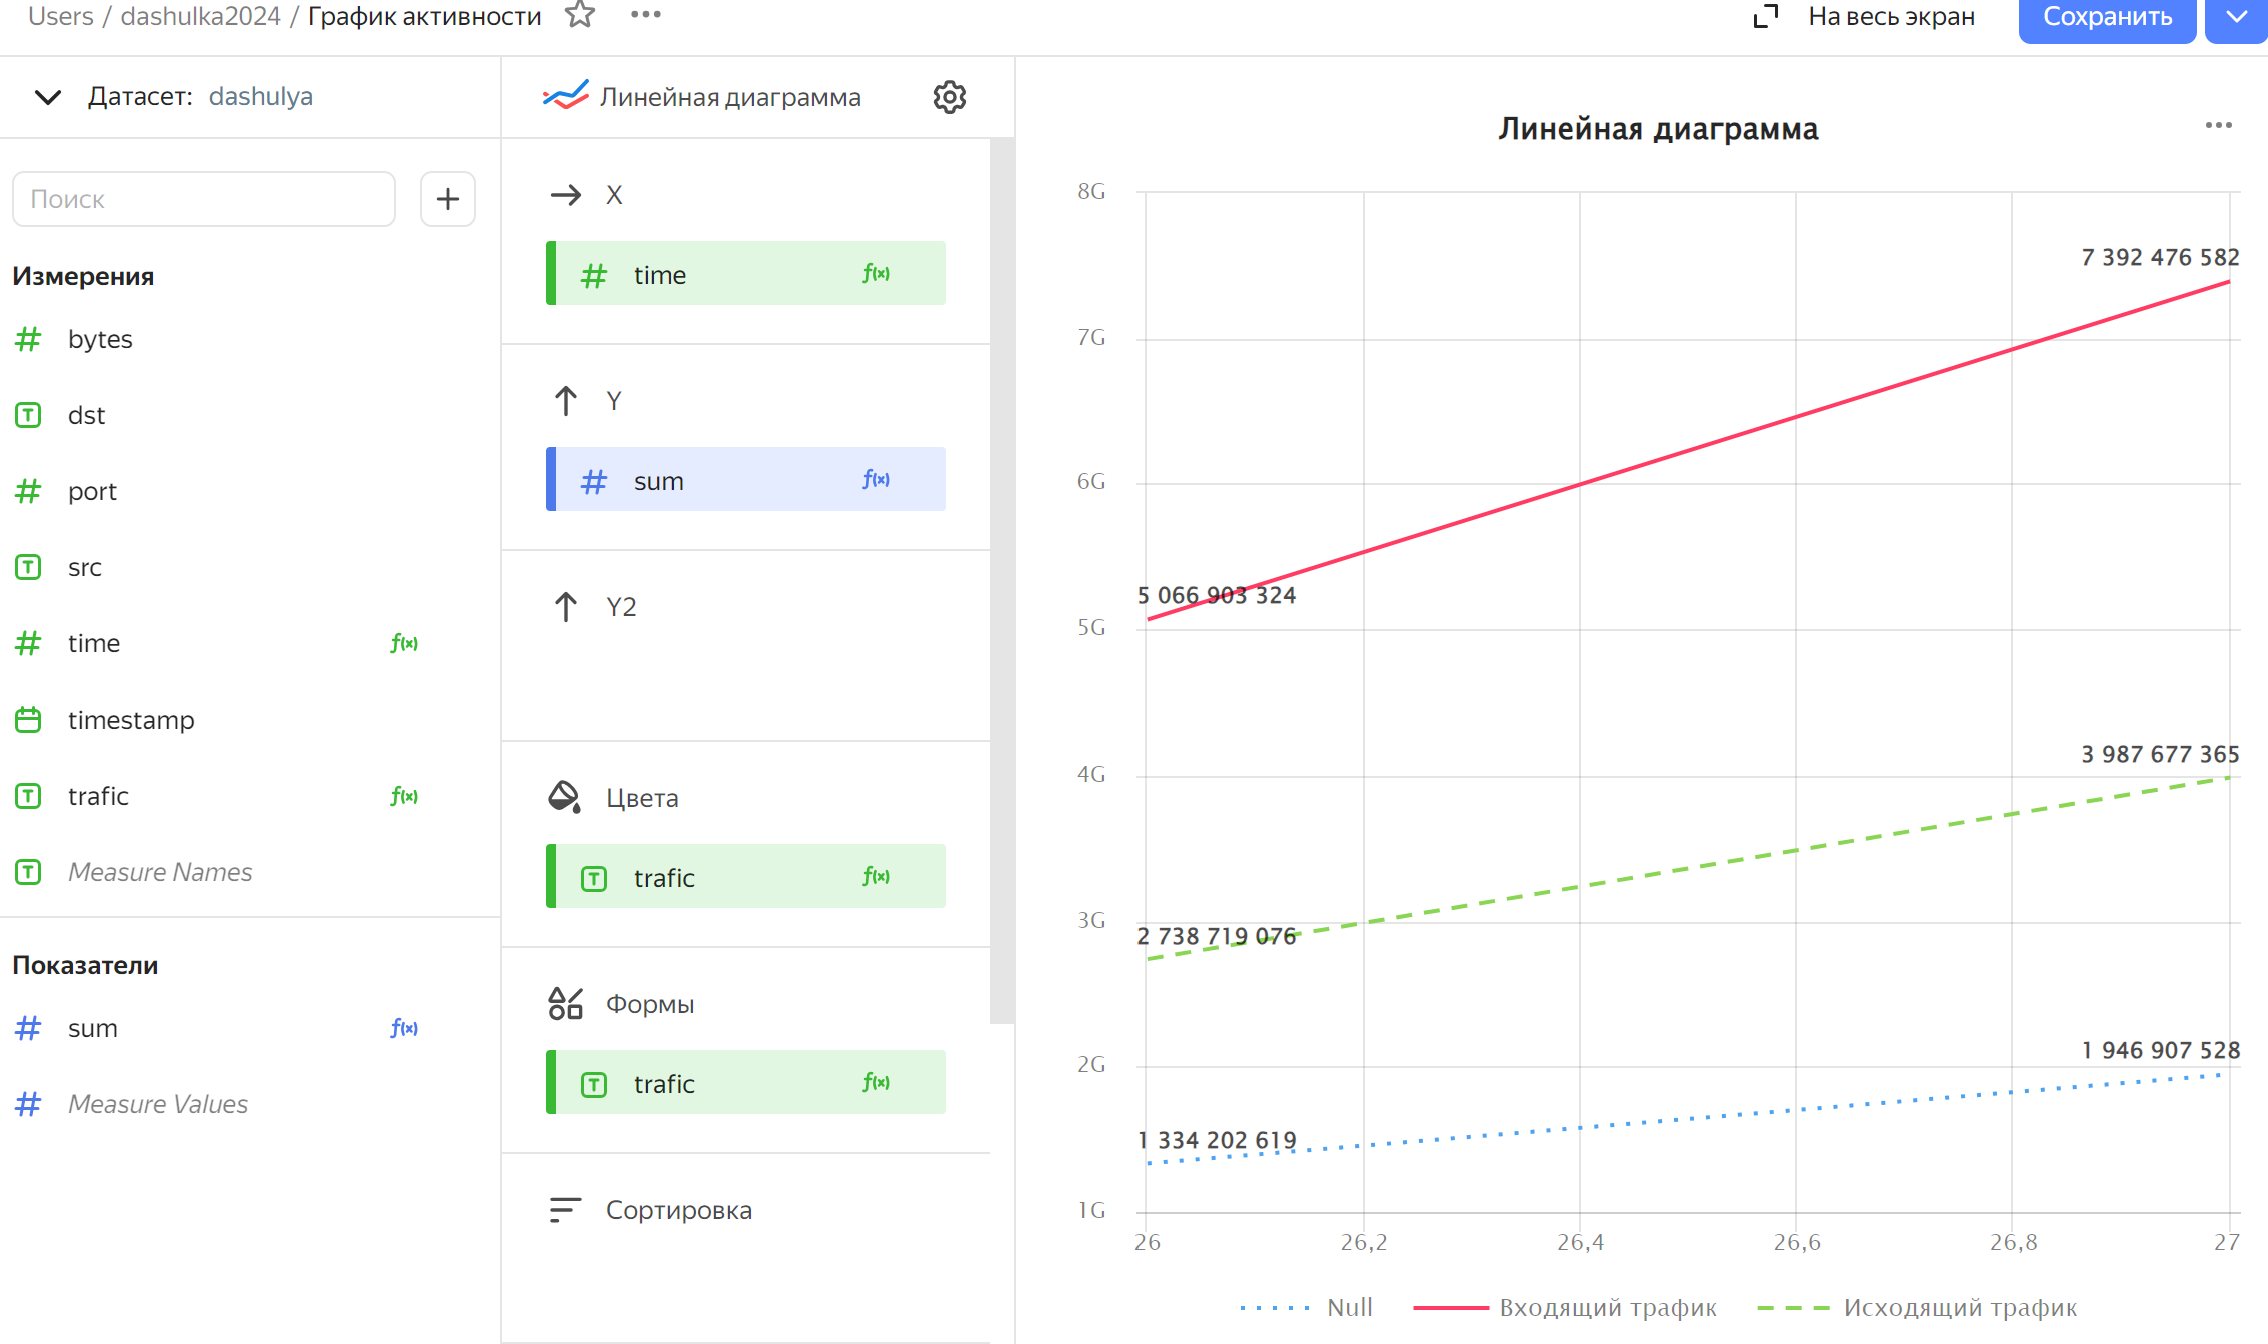 Users / dashulka2024 / График активности
На весь экран
Сохранить
Датасет: dashulya
Поиск
Измерения
bytes
dst
port
src
time
timestamp
trafic
Measure Names
Показатели
sum
Measure Values
Линейная диаграмма
X
time
Y
sum
Y2
Цвета
trafic
Формы
trafic
Сортировка
Линейная диаграмма
8G
7G
6G
5G
4G
3G
2G
1G
7 392 476 582
5 066 903 324
3 987 677 365
2 738 719 076
1 946 907 528
1 334 202 619
26 26,2 26,4 26,6 26,8 27
Null Входящий трафик Исходящий трафик